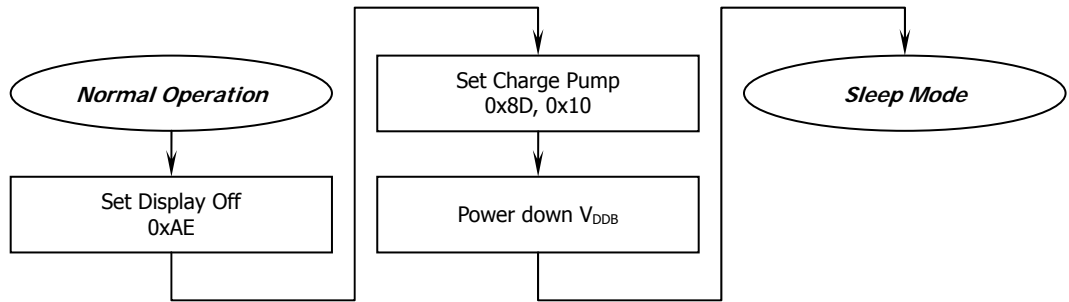 Normal Operation
Set Display Off
0xAE
Set Charge Pump
0x8D, 0x10
Power down VDDB
Sleep Mode